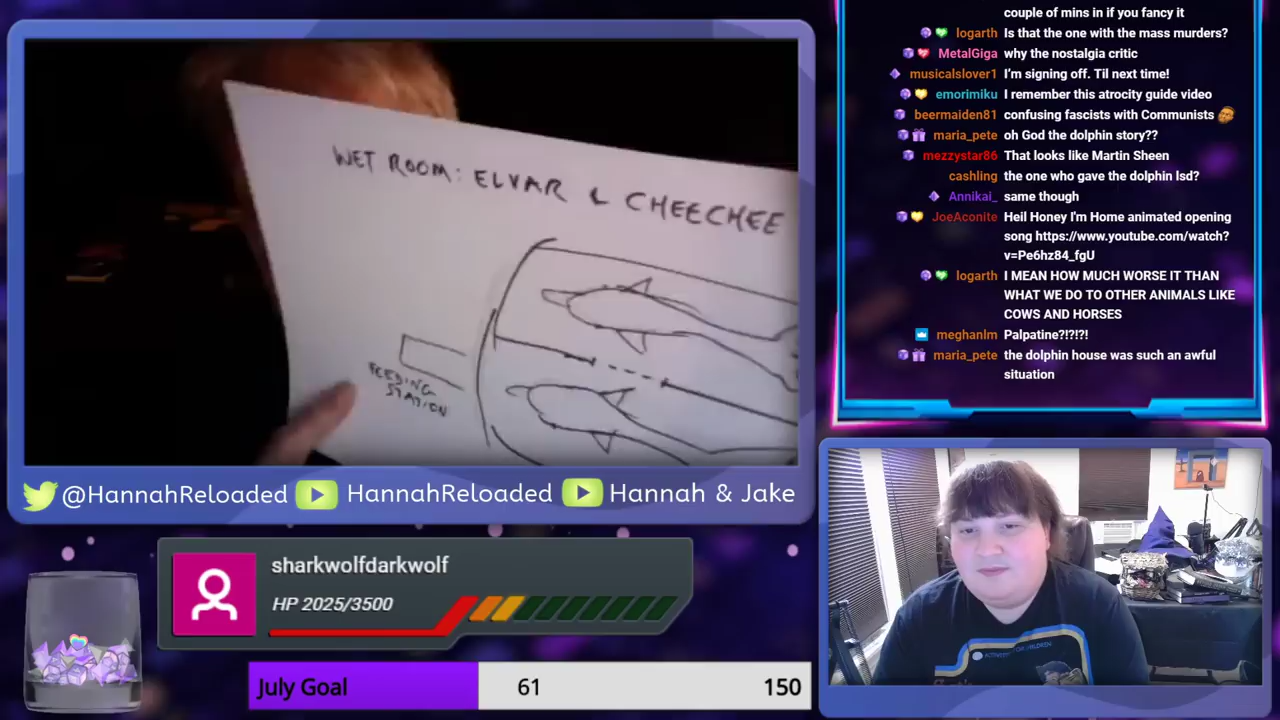 WET ROOM: ELVAR & CHEECHEE
FEEDING
STATION
@HannahReloaded
HannahReloaded
Hannah & Jake
sharkwolfdarkwolf
HP 2025/3500
July Goal
61
150
couple of mins in if you fancy it
logarth Is that the one with the mass murders?
MetalGiga why the nostalgia critic
musicalslover1 I'm signing off. Til next time!
emorimiku I remember this atrocity guide video
beermaiden81 confusing fascists with Communists
maria_pete oh God the dolphin story??
mezzystar86 That looks like Martin Sheen
cashling the one who gave the dolphin lsd?
Annikai_ same though
JoeAconite Heil Honey I'm Home animated opening
song https://www.youtube.com/watch?
v=Pe6hz84_fgU
logarth I MEAN HOW MUCH WORSE IT THAN
WHAT WE DO TO OTHER ANIMALS LIKE
COWS AND HORSES
meghanlm Palpatine?!?!?!
maria_pete the dolphin house was such an awful
situation